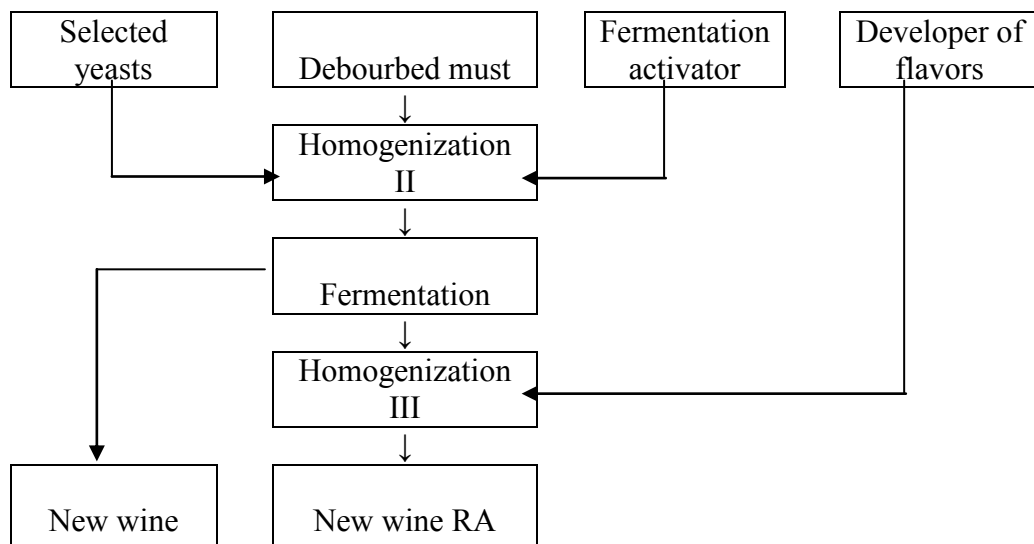 Selected
yeasts
Debourbed must
Fermentation
activator
Developer of
flavors
↓
Homogenization
II
↓
Fermentation
↓
Homogenization
III
↓
New wine
New wine RA